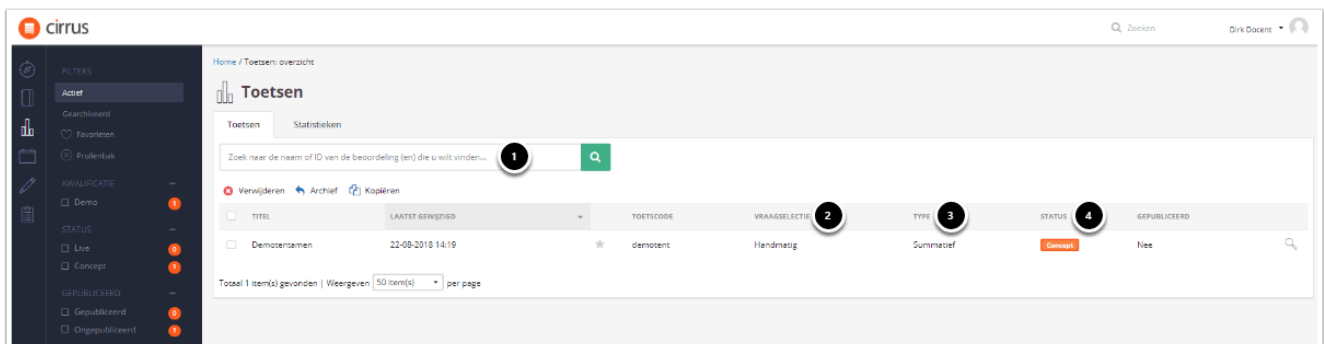 cirrus
Zoeken
Dirk Docent
FILTERS
Actief
Gearchiveerd
Favorieten
Prullenbak
KWALIFICATIE
Demo 1
STATUS
Live 0
Concept 1
GEPUBLICEERD
Gepubliceerd 0
Ongepubliceerd 1
Home / Toetsen: overzicht
Toetsen
Toetsen Statistieken
Zoek naar de naam of ID van de beoordeling (en) die u wilt vinden... 1
Verwijderen Archief Kopiëren
TITEL LAATST GEWIJZIGD TOETSCODE VRAAGSELECTIE 2 TYPE 3 STATUS 4 GEPUBLICEERD
Demotentamen 22-08-2018 14:19 demotent Handmatig Summatief Concept Nee
Totaal 1 item(s) gevonden | Weergeven 50 item(s) per page